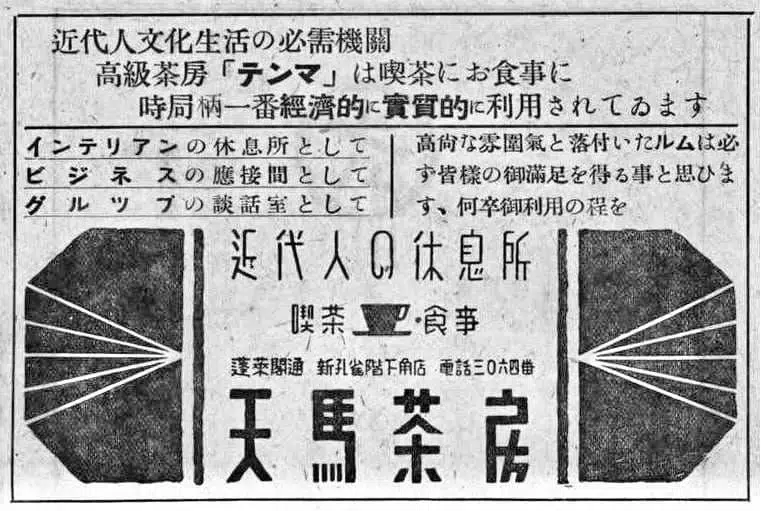 近代人文化生活の必需機關
高級茶房「テンマ」は喫茶にお食事に
時局柄一番經濟的に實質的に利用されてゐます
インテリアンの休息所として
ビジネスの應接間として
グルツプの談話室として
高尙な雰圍氣と落付いたルムは必
ず皆樣の御滿足を得る事と思ひま
す、何卒御利用の程を
近代人の休息所
喫茶・食事
蓬萊閣通 新孔雀階下角店 電話三〇六四番
天馬茶房